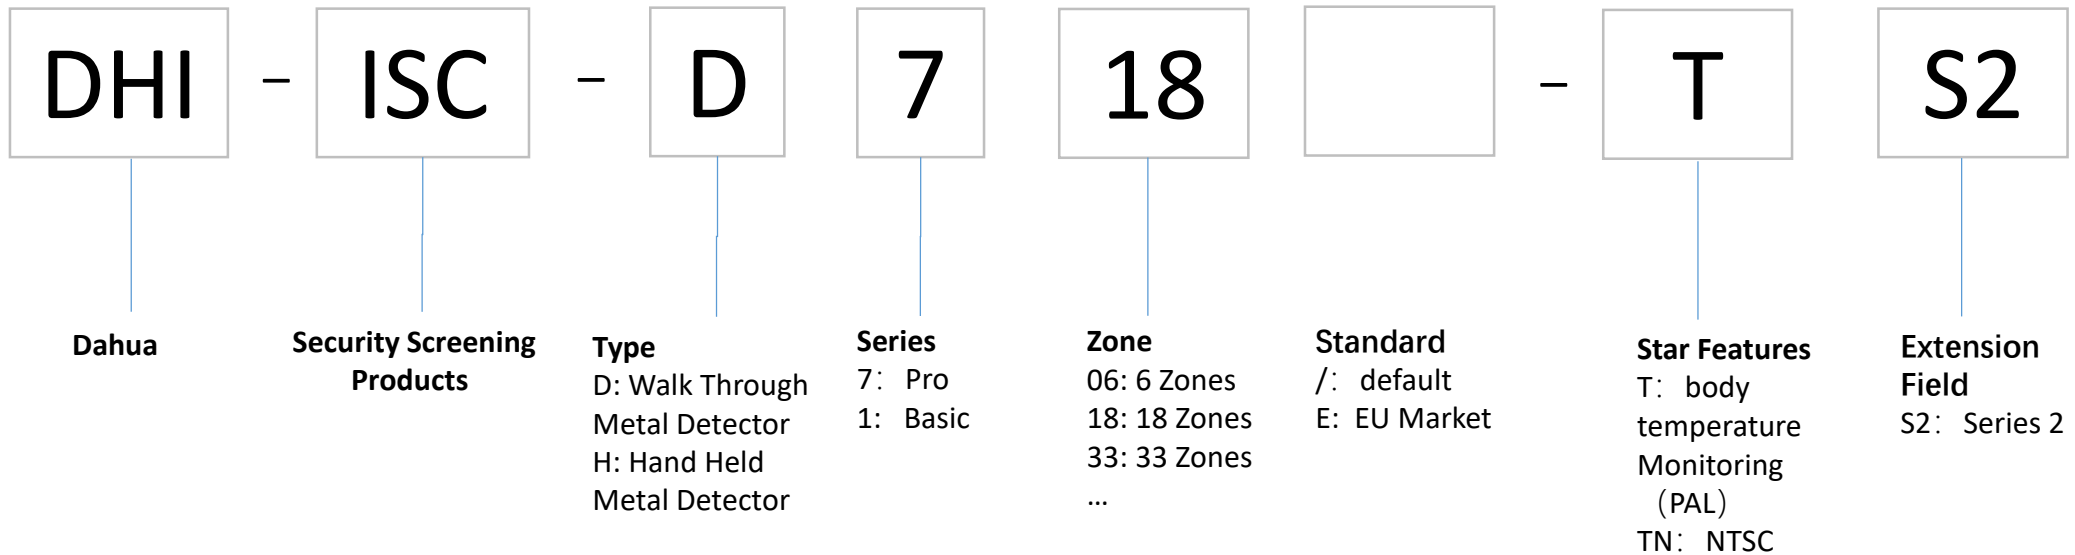 DHI - ISC - D 7 18 - T S2
Dahua
Security Screening
Products
Type
D: Walk Through
Metal Detector
H: Hand Held
Metal Detector
Series
7： Pro
1: Basic
Zone
06: 6 Zones
18: 18 Zones
33: 33 Zones
...
Standard
/： default
E: EU Market
Star Features
T： body
temperature
Monitoring
（PAL）
TN： NTSC
Extension
Field
S2： Series 2